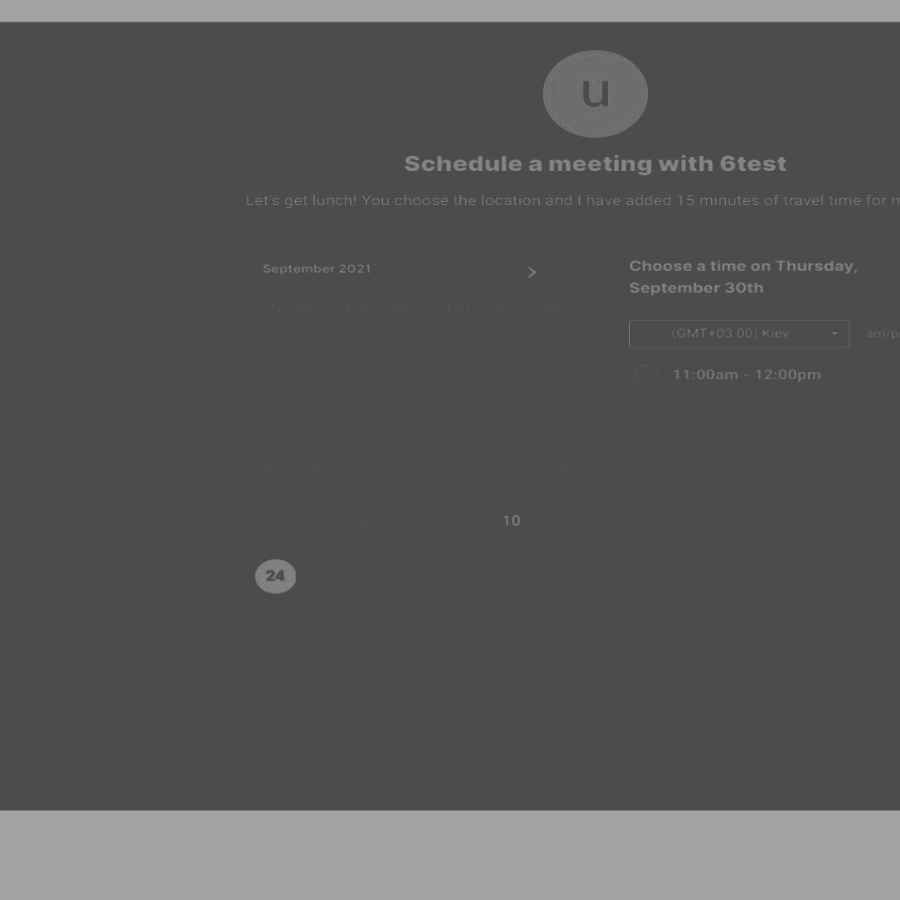 u
Schedule a meeting with 6test
Let's get lunch! You choose the location and I have added 15 minutes of travel time for
September 2021
Choose a time on Thursday,
September 30th
(GMT+03:00) Kiev
am/p
11:00am - 12:00pm
10
24